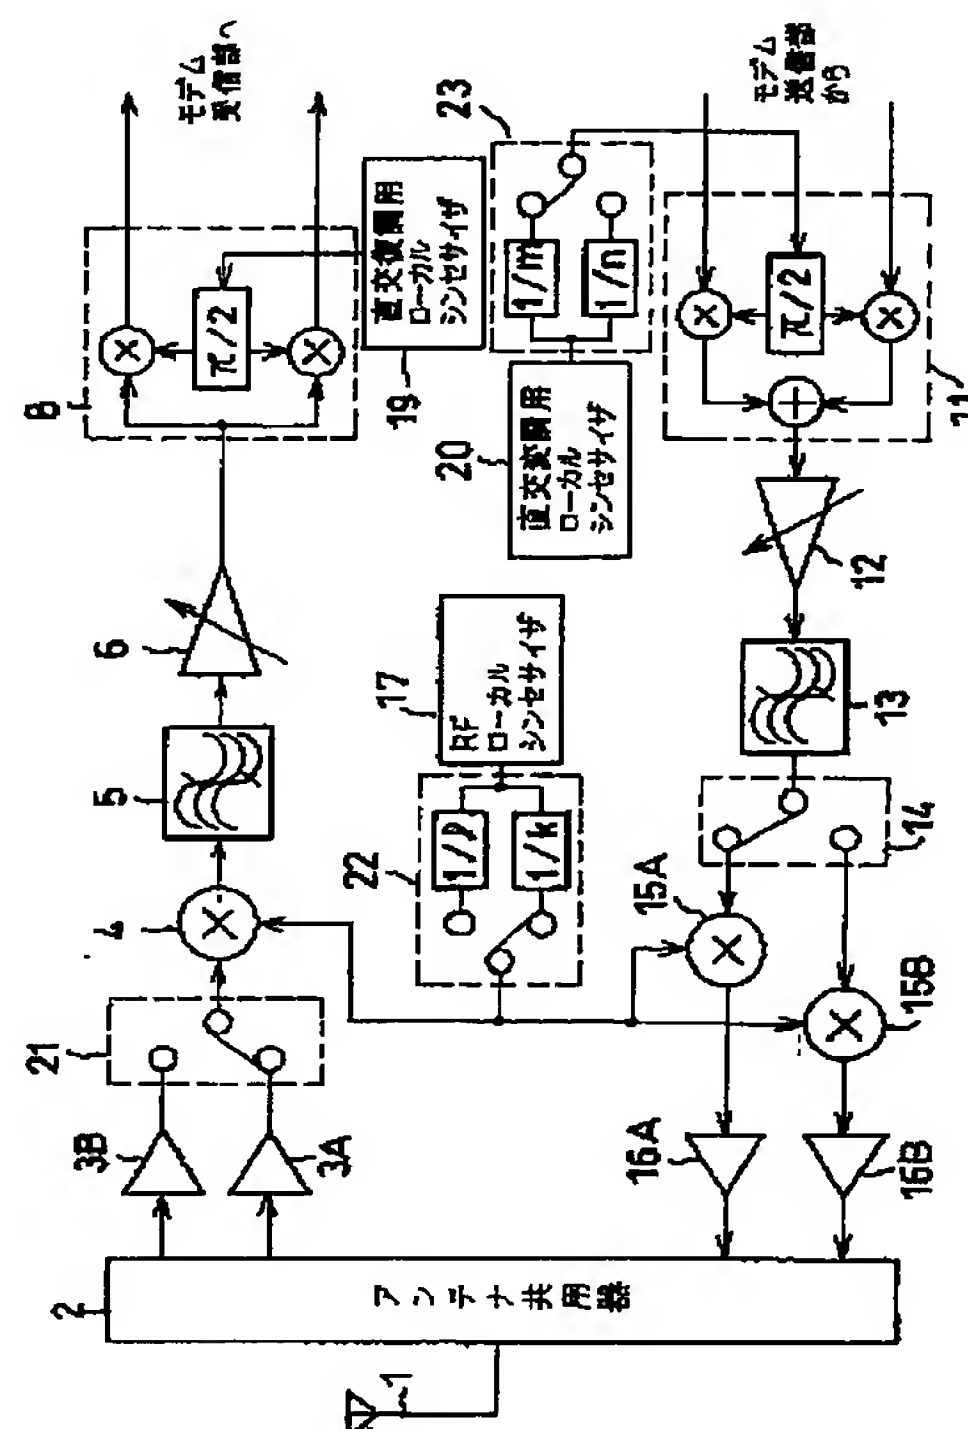 モデム
受信部へ
モデム
送信部
から
8
π/2
直交復調用
ローカル
シンセサイザ
19
23
1/m
1/n
直交変調用
ローカル
シンセサイザ
20
π/2
11
6
12
5
17
RF
ローカル
シンセサイザ
22
1/k
13
14
4
21
15A
15B
3B
3A
16A
16B
2
アンテナ共用器
1